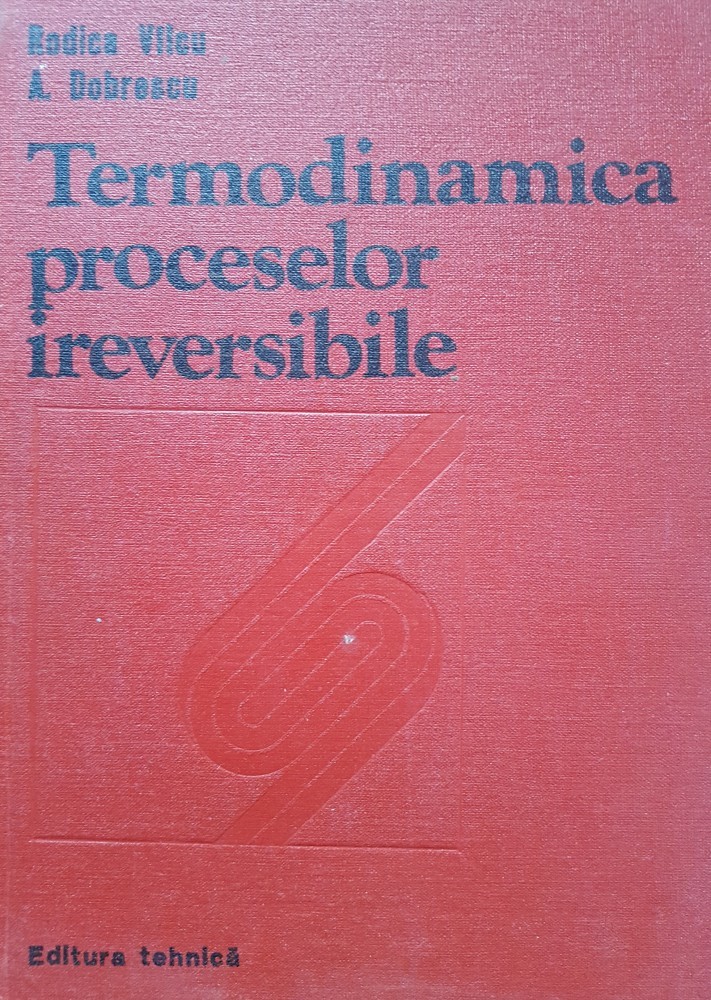 Rodica Vîlcu
A. Dobrescu
Termodinamica
proceselor
ireversibile
Editura tehnică